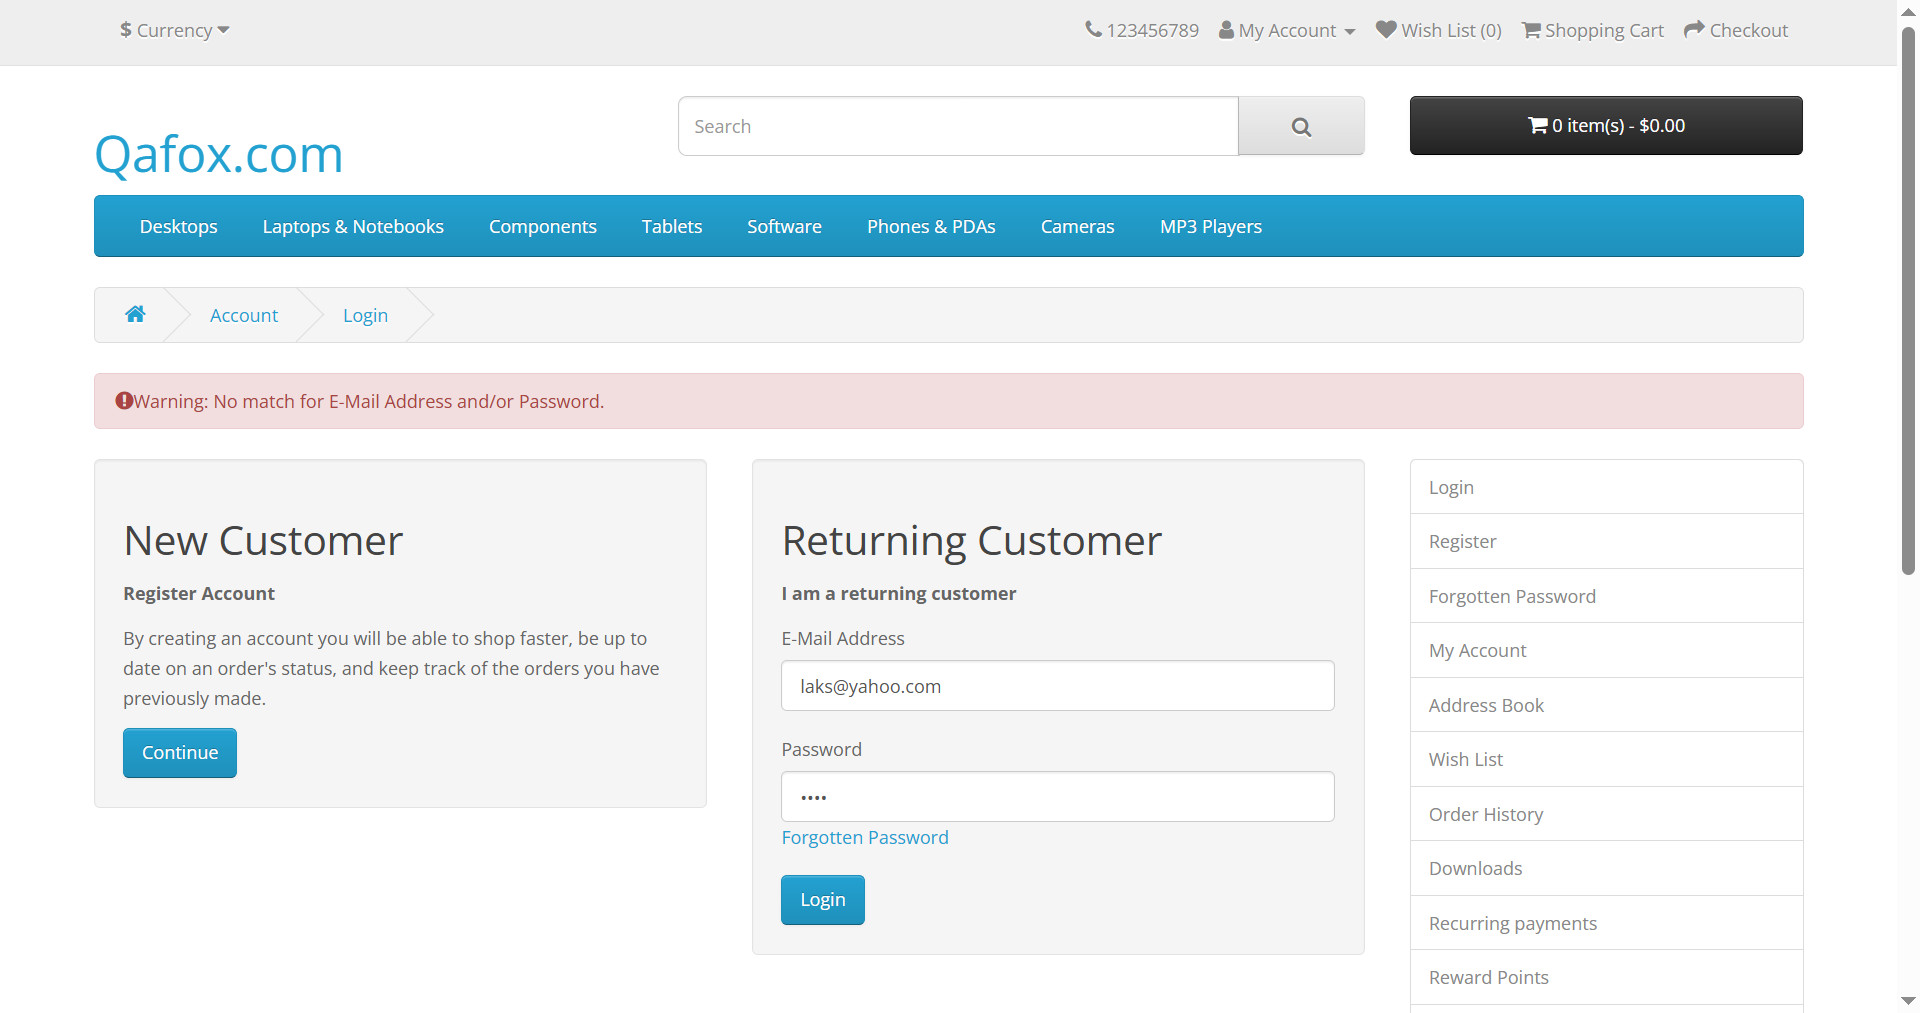 $ Currency
123456789 My Account Wish List (0) Shopping Cart Checkout
Qafox.com
Search
0 item(s) - $0.00
Desktops Laptops & Notebooks Components Tablets Software Phones & PDAs Cameras MP3 Players
Account Login
Warning: No match for E-Mail Address and/or Password.
New Customer
Register Account
By creating an account you will be able to shop faster, be up to
date on an order's status, and keep track of the orders you have
previously made.
Continue
Returning Customer
I am a returning customer
E-Mail Address
laks@yahoo.com
Password
••••
Forgotten Password
Login
Login
Register
Forgotten Password
My Account
Address Book
Wish List
Order History
Downloads
Recurring payments
Reward Points